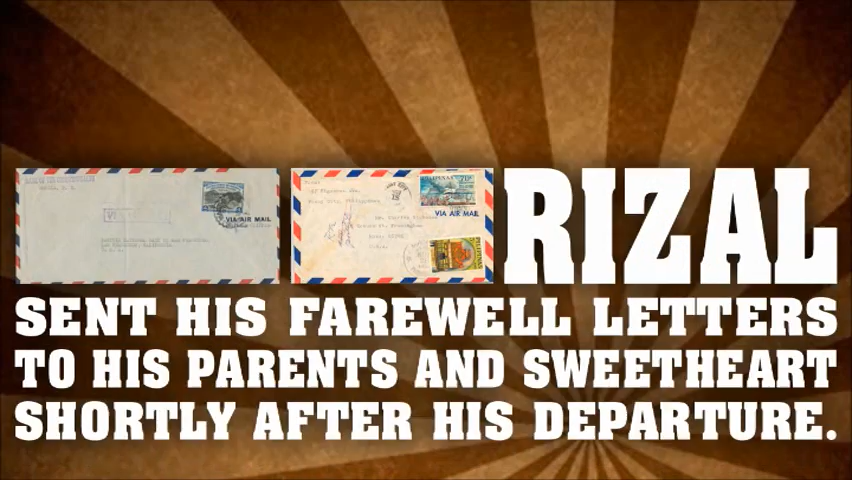 RIZAL
SENT HIS FAREWELL LETTERS
TO HIS PARENTS AND SWEETHEART
SHORTLY AFTER HIS DEPARTURE.
VIA AIR MAIL
VIA AIR MAIL